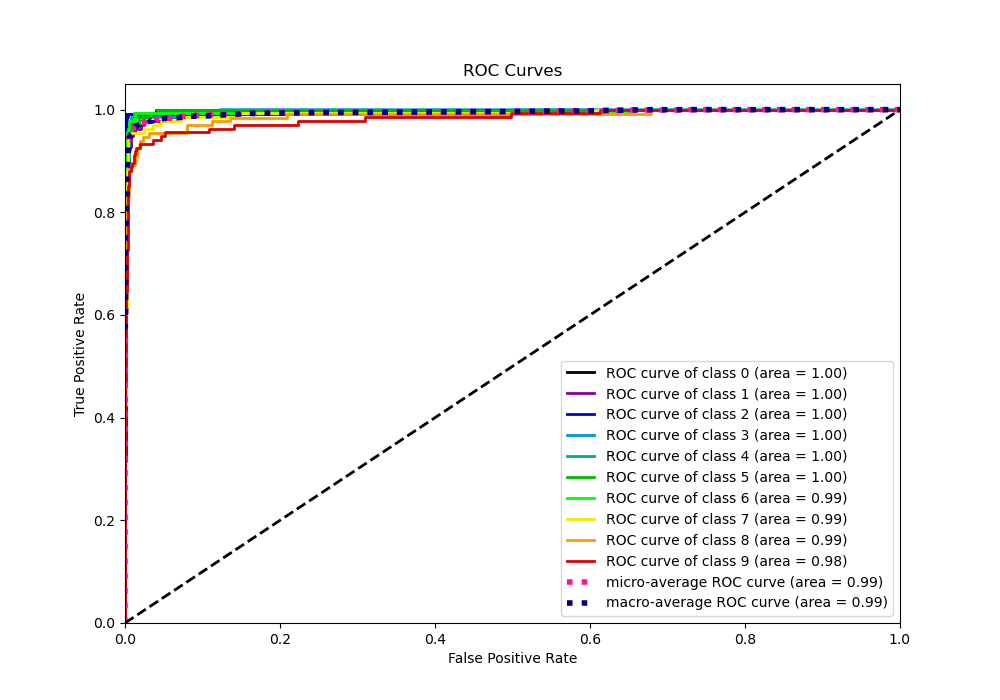 ROC Curves
1.0
0.8
0.6
0.4
0.2
0.0
True Positive Rate
ROC curve of class 0 (area = 1.00)
ROC curve of class 1 (area = 1.00)
ROC curve of class 2 (area = 1.00)
ROC curve of class 3 (area = 1.00)
ROC curve of class 4 (area = 1.00)
ROC curve of class 5 (area = 1.00)
ROC curve of class 6 (area = 0.99)
ROC curve of class 7 (area = 0.99)
ROC curve of class 8 (area = 0.99)
ROC curve of class 9 (area = 0.98)
micro-average ROC curve (area = 0.99)
macro-average ROC curve (area = 0.99)
0.0 0.2 0.4 0.6 0.8 1.0
False Positive Rate